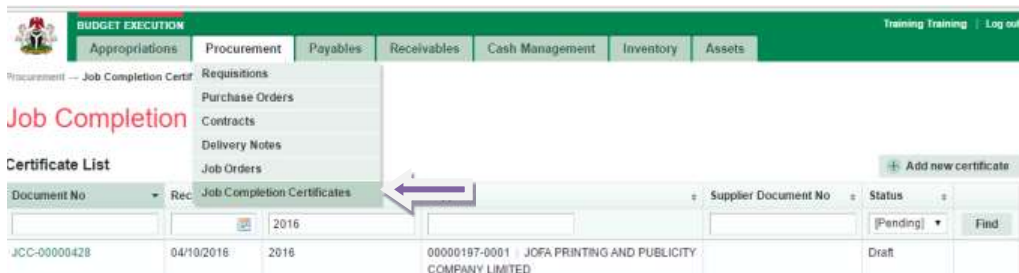 BUDGET EXECUTION
Training Training | Log out
Appropriations Procurement Payables Receivables Cash Management Inventory Assets
Procurement — Job Completion Certif
Requisitions
Purchase Orders
Job Completion
Contracts
Delivery Notes
Certificate List
Job Orders
Add new certificate
Document No Rec Job Completion Certificates Supplier Document No Status
2016 [Pending] Find
JCC-00000428 04/10/2016 2016 00000197-0001 | JOFA PRINTING AND PUBLICITY Draft
COMPANY LIMITED